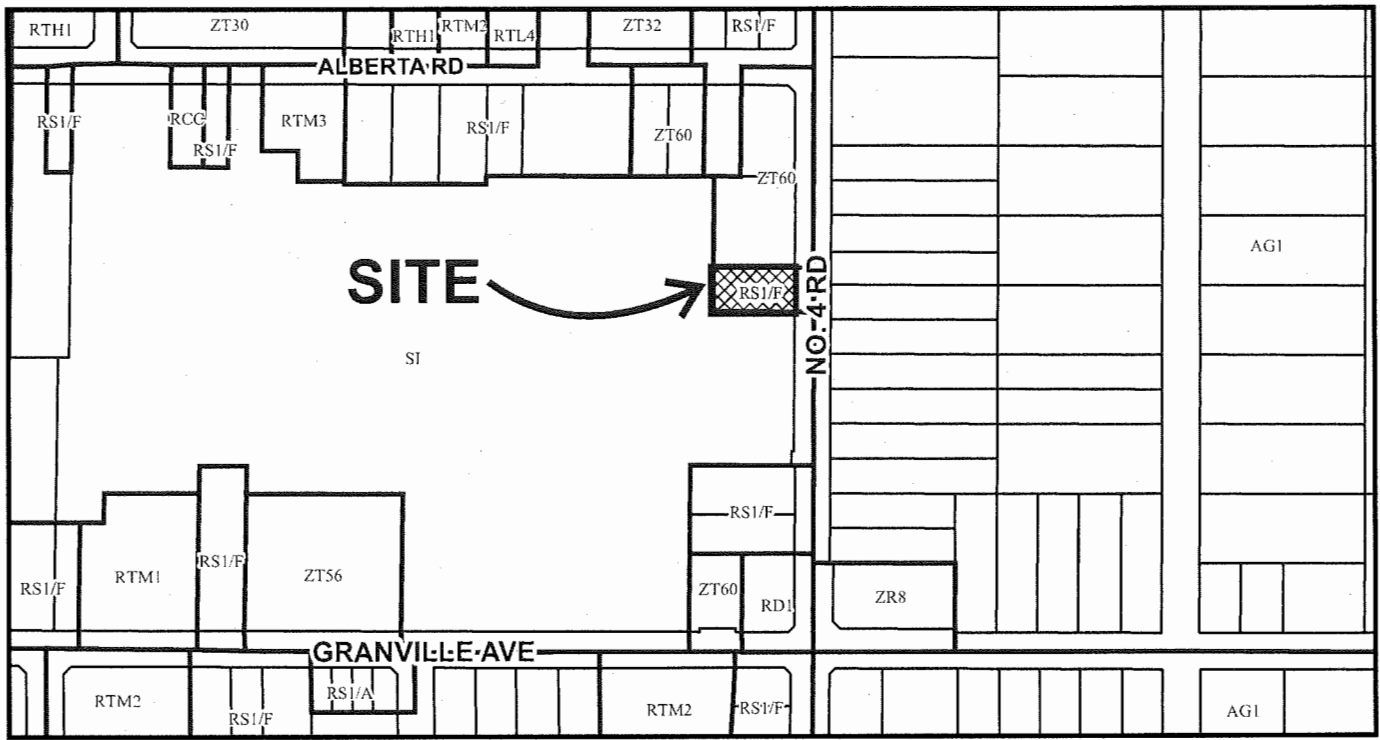 RTH1
ZT30
RTH1
RTM2
RTL4
ZT32
RS1/F
ALBERTA RD
RS1/F
RCC
RS1/F
RTM3
RS1/F
ZT60
ZT60
AG1
SITE
RS1/F
NO. 4 RD
SI
RS1/F
RS1/F
RTM1
RS1/F
ZT56
ZT60
RD1
ZR8
GRANVILLE AVE
RTM2
RS1/F
RS1/A
RTM2
RS1/F
AG1